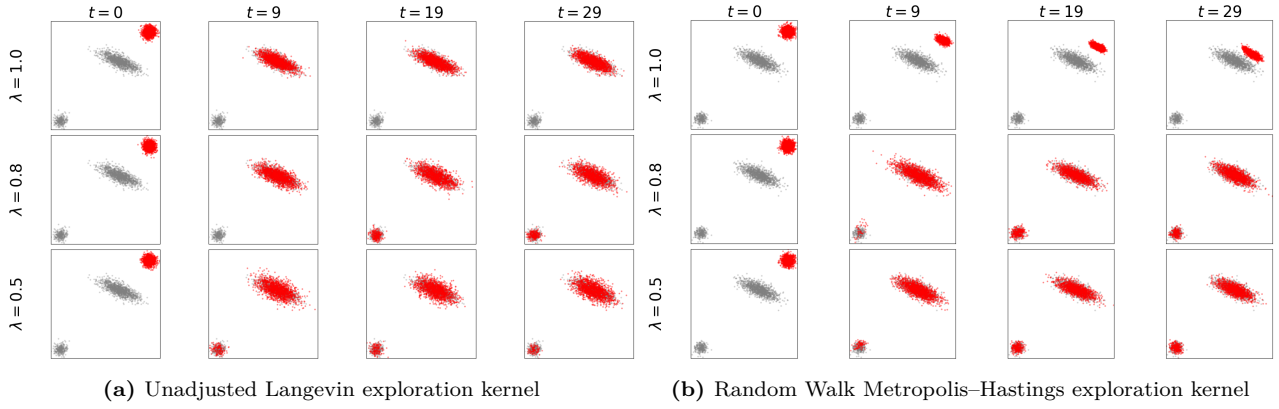 t = 0 t = 9 t = 19 t = 29 t = 0 t = 9 t = 19 t = 29
λ = 1.0 λ = 1.0
λ = 0.8 λ = 0.8
λ = 0.5 λ = 0.5
(a) Unadjusted Langevin exploration kernel (b) Random Walk Metropolis–Hastings exploration kernel